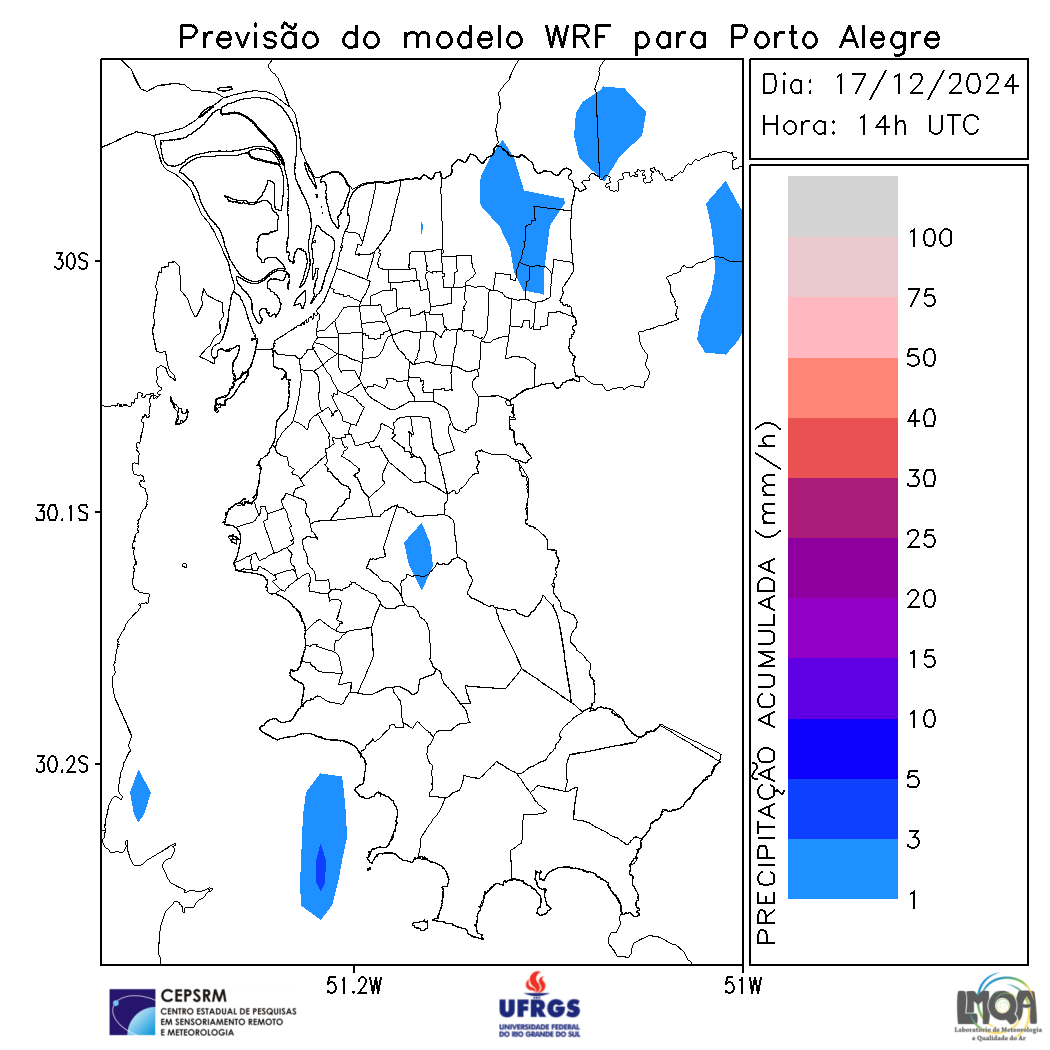 Previsão do modelo WRF para Porto Alegre
Dia: 17/12/2024
Hora: 14h UTC
30S
30.1S
30.2S
51.2W
51W
PRECIPITAÇÃO ACUMULADA (mm/h)
100
75
50
40
30
25
20
15
10
5
3
1
CEPSRM
CENTRO ESTADUAL DE PESQUISAS
EM SENSORIAMENTO REMOTO
E METEOROLOGIA
UFRGS
UNIVERSIDADE FEDERAL
DO RIO GRANDE DO SUL
LMQA
Laboratório de Meteorologia
e Qualidade do Ar